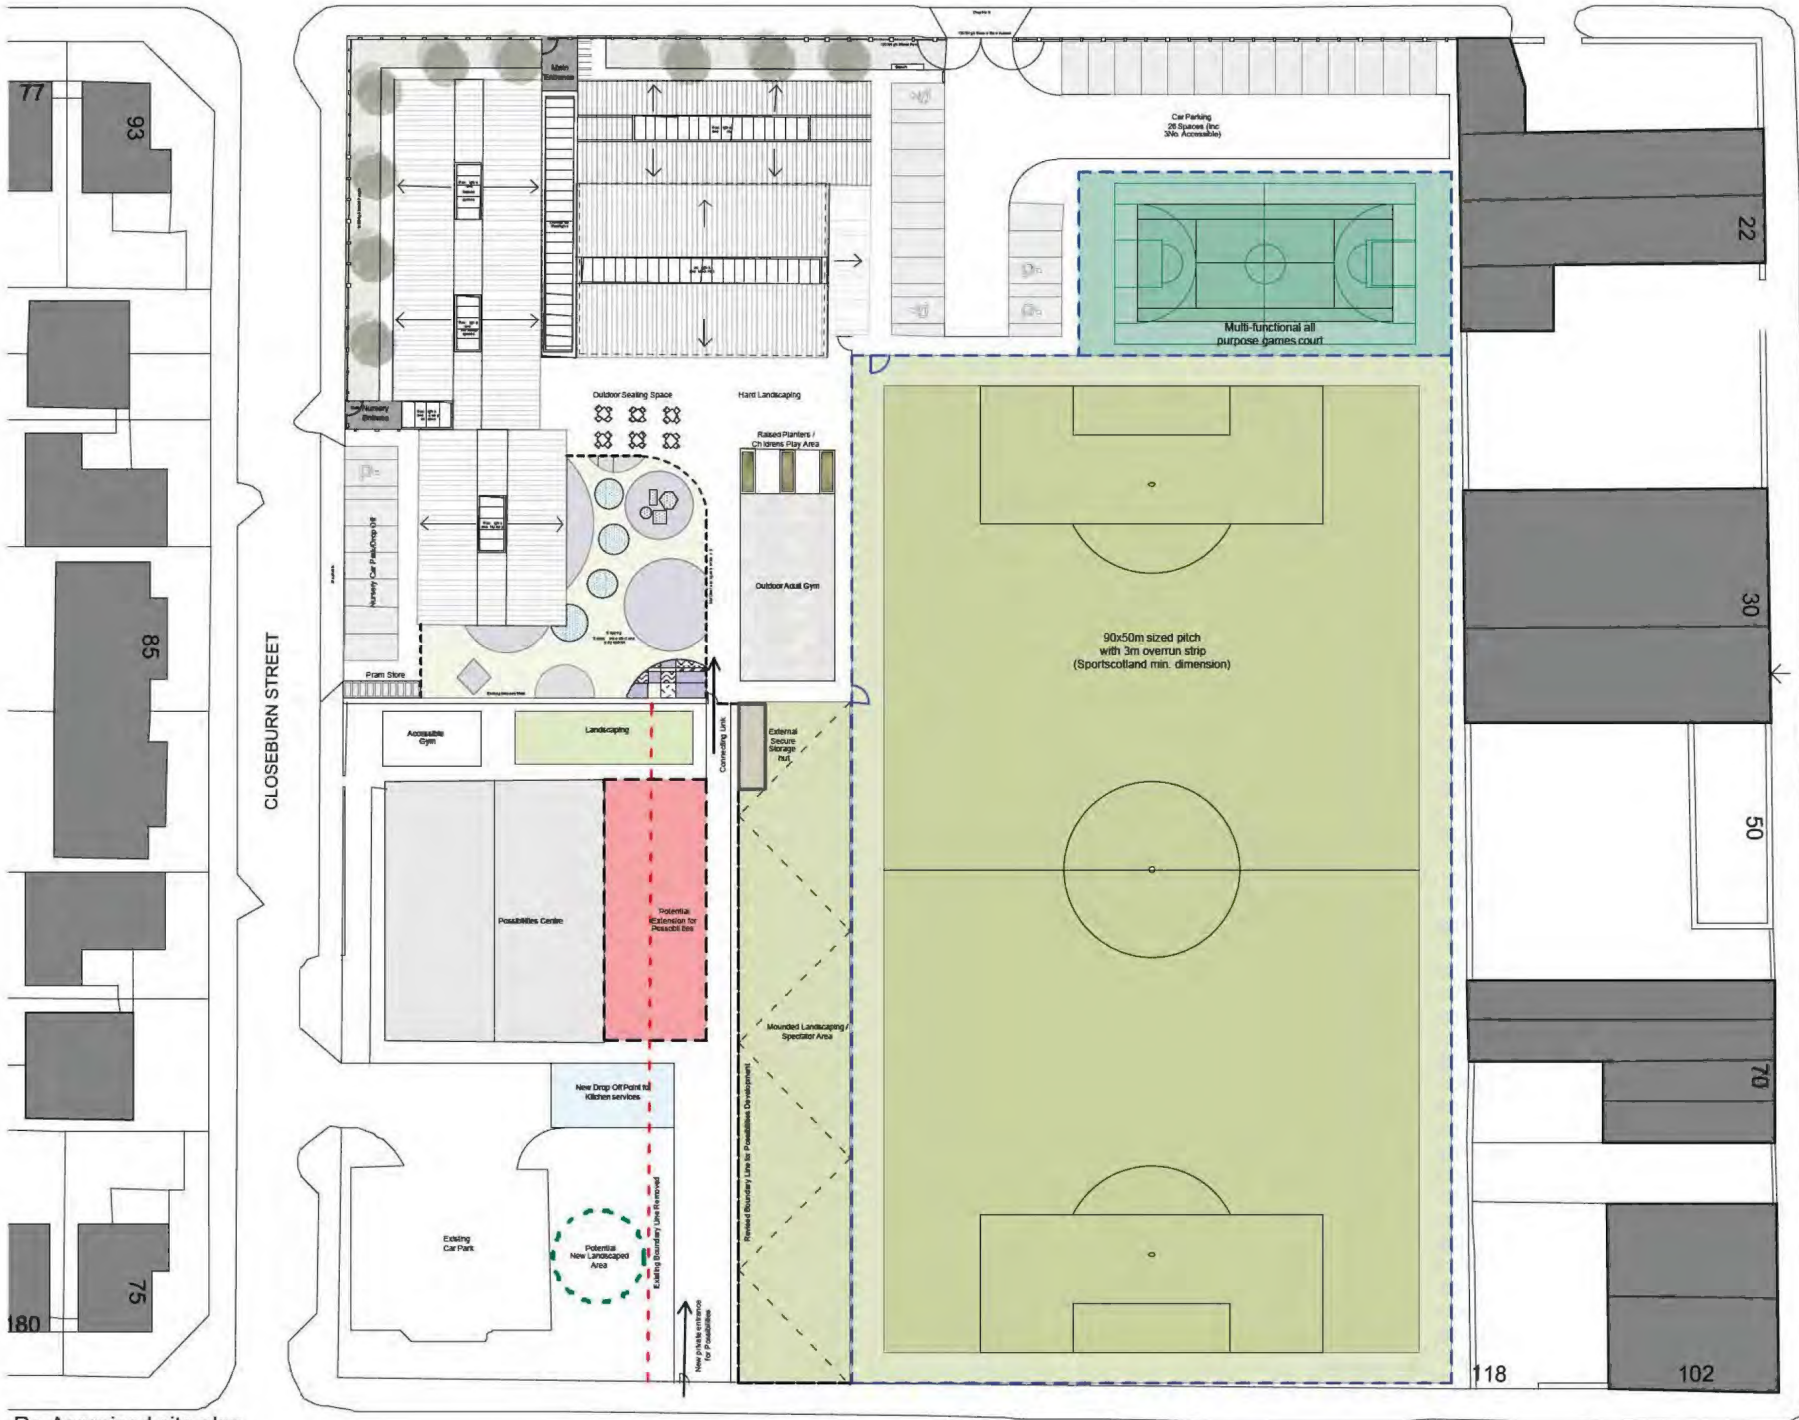 77
93
Main
Entrance
Car Parking
26 Spaces (Inc
3No. Accessible)
22
Multi-functional all
purpose games court
Nursery
Entrance
Outdoor Seating Space
Hard Landscaping
Raised Planters /
Childrens Play Area
Nursery Car Park/Drop Off
Outdoor Adult Gym
85
CLOSEBURN STREET
90x50m sized pitch
with 3m overrun strip
(Sportscotland min. dimension)
30
Pram Store
Accessible
Gym
Landscaping
Connecting Link
External
Secure
Storage
hut
50
Possibilities Centre
Potential
Extension for
Possibilities
Mounded Landscaping /
Spectator Area
70
New Drop Off Point for
Kitchen services
Revised Boundary Line for Possibilities Development
Existing Boundary Line Removed
Existing
Car Park
Potential
New Landscaped
Area
75
180
New private entrance
for Possibilities
118
102